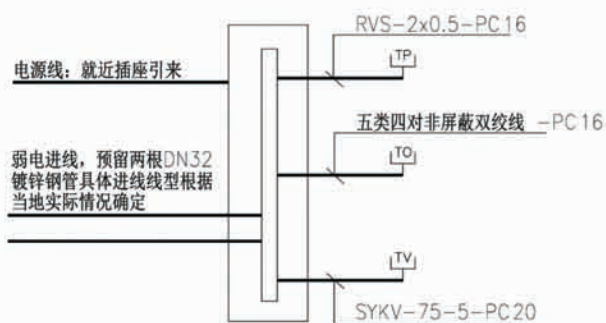 RVS-2x0.5-PC16
TP
电源线：就近插座引来
五类四对非屏蔽双绞线 -PC16
TO
弱电进线，预留两根DN32
镀锌钢管具体进线线型根据
当地实际情况确定
TV
SYKV-75-5-PC20